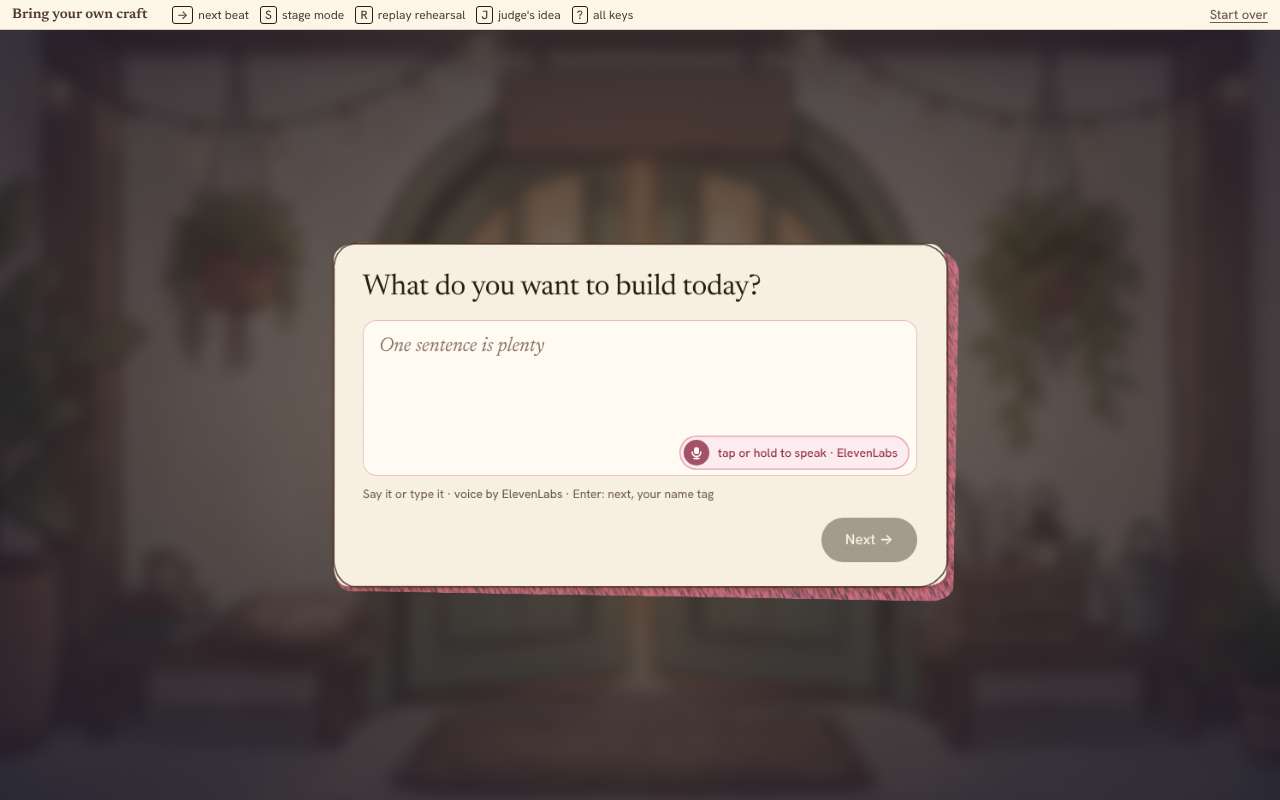 Bring your own craft → next beat S stage mode R replay rehearsal J judge's idea ? all keys Start over
What do you want to build today?
One sentence is plenty
tap or hold to speak · ElevenLabs
Say it or type it · voice by ElevenLabs · Enter: next, your name tag
Next →